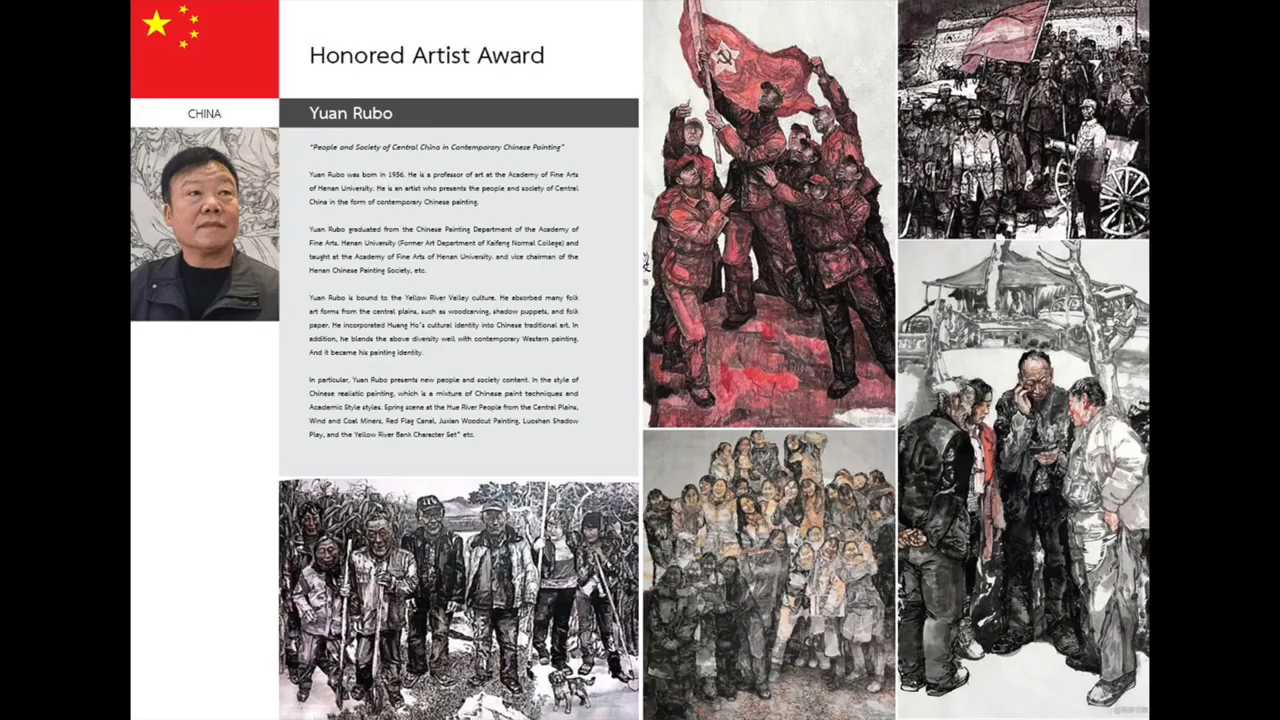 Honored Artist Award
CHINA
Yuan Rubo
"People and Society of Central China in Contemporary Chinese Painting"
Yuan Rubo was born in 1956. He is a professor of art at the Academy of Fine Arts
of Henan University. He is an artist who presents the people and society of Central
China in the form of contemporary Chinese painting.
Yuan Rubo graduated from the Chinese Painting Department of the Academy of
Fine Arts, Henan University (Former Art Department of Kaifeng Normal College) and
taught at the Academy of Fine Arts of Henan University, and vice chairman of the
Henan Chinese Painting Society, etc.
Yuan Rubo is bound to the Yellow River Valley culture. He absorbed many folk
art forms from the central plains, such as woodcarving, shadow puppets, and folk
paper. He incorporated Huang Ho's cultural identity into Chinese traditional art. In
addition, he blends the above diversity well with contemporary Western painting.
And it became his painting identity.
In particular, Yuan Rubo presents new people and society content. In the style of
Chinese realistic painting, which is a mixture of Chinese paint techniques and
Academic Style styles. Spring scene at the Hue River People from the Central Plains,
Wind and Coal Miners, Red Flag Canal, Juxian Woodcut Painting, Luoshan Shadow
Play, and the Yellow River Bank Character Set" etc.